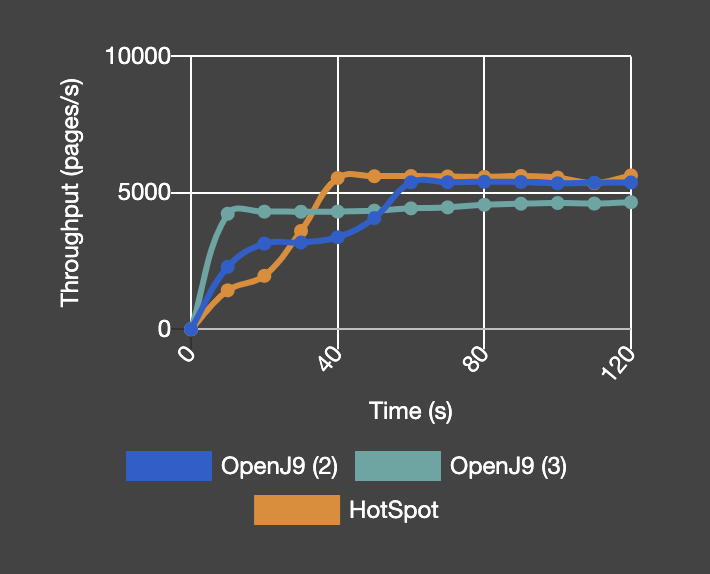 10000
5000
0
Throughput (pages/s)
0
40
80
120
Time (s)
OpenJ9 (2)
OpenJ9 (3)
HotSpot